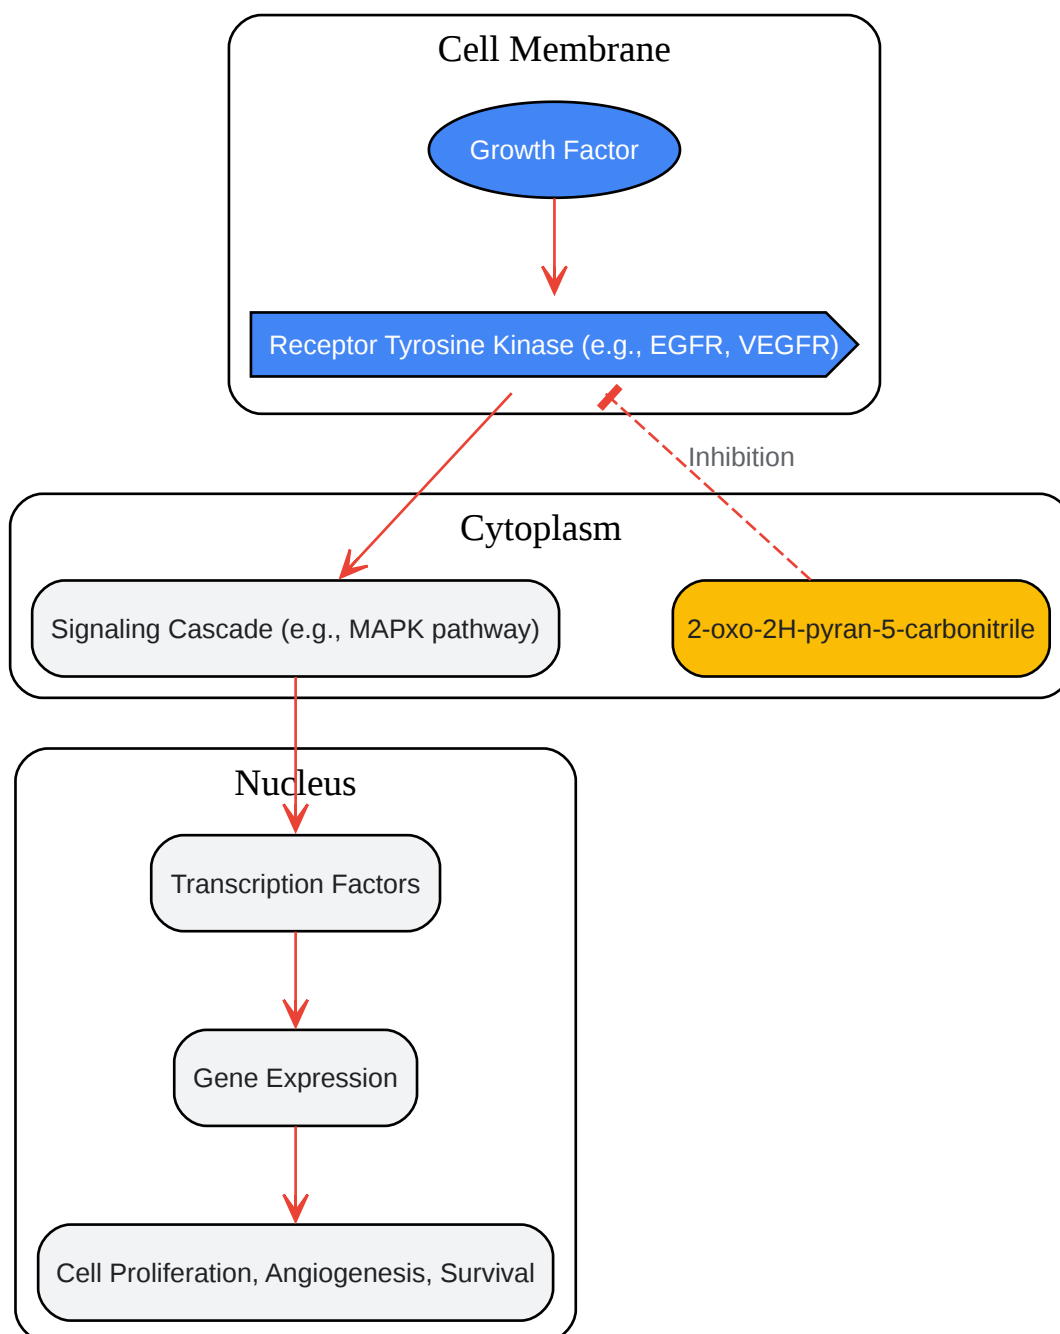 Cell Membrane
Growth Factor
Receptor Tyrosine Kinase (e.g., EGFR, VEGFR)
Inhibition
Cytoplasm
Signaling Cascade (e.g., MAPK pathway)
2-oxo-2H-pyran-5-carbonitrile
Nucleus
Transcription Factors
Gene Expression
Cell Proliferation, Angiogenesis, Survival